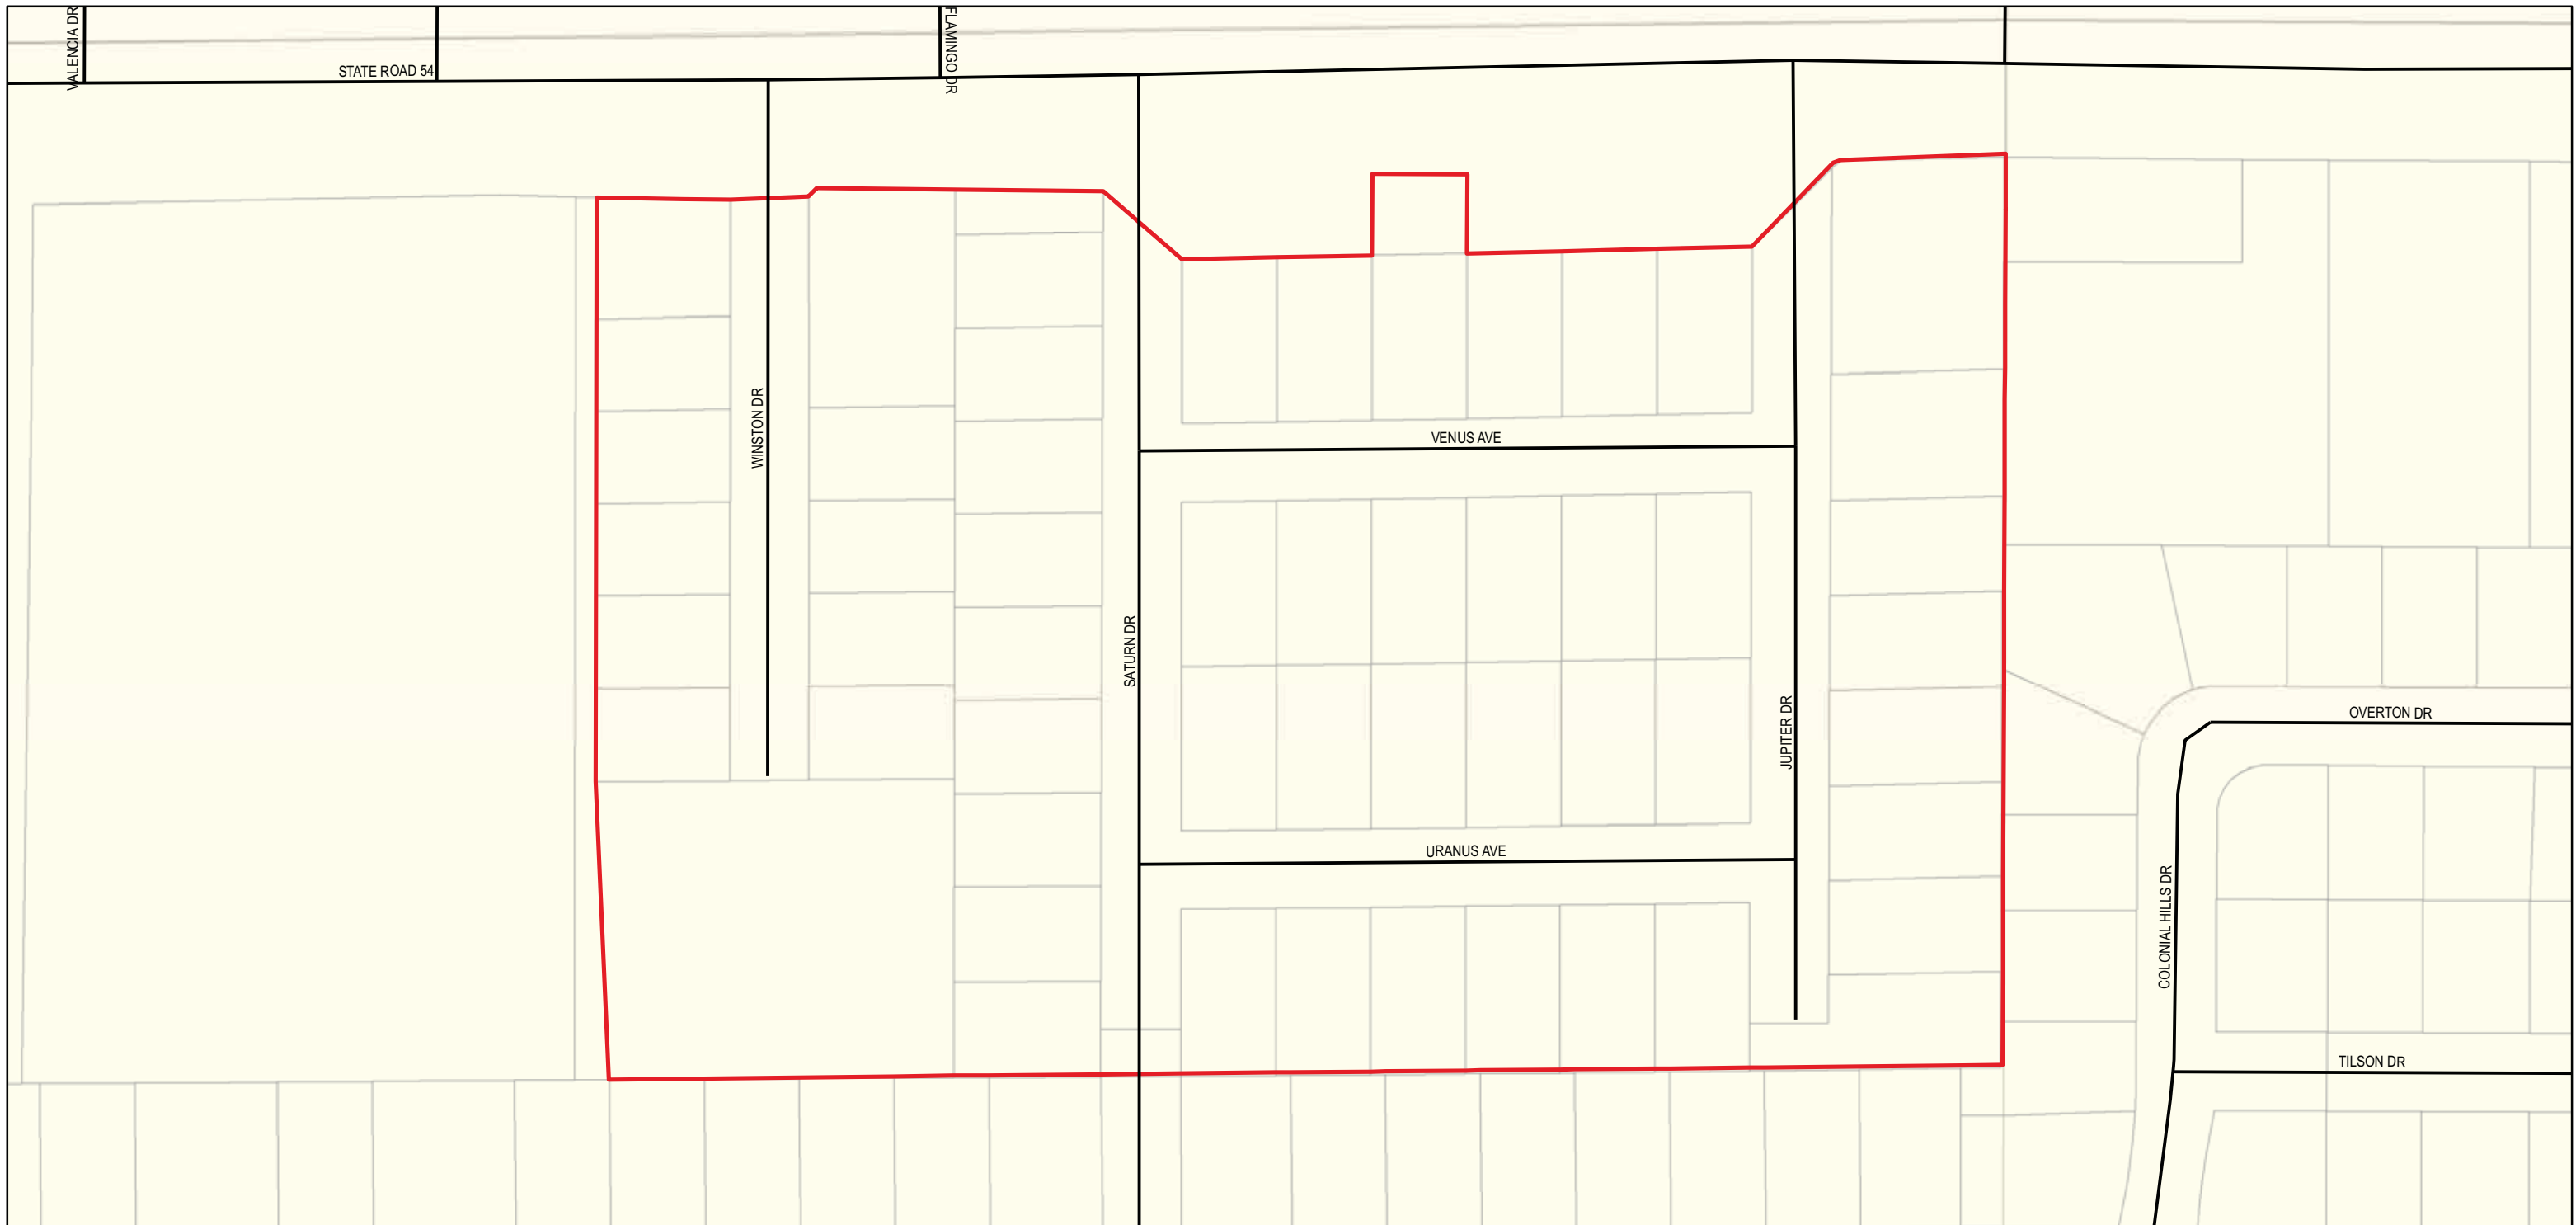 VALENCIA DR
STATE ROAD 54
FLAMINGO DR
WINSTON DR
VENUS AVE
SATURN DR
JUPITER DR
OVERTON DR
URANUS AVE
COLONIAL HILLS DR
TILSON DR